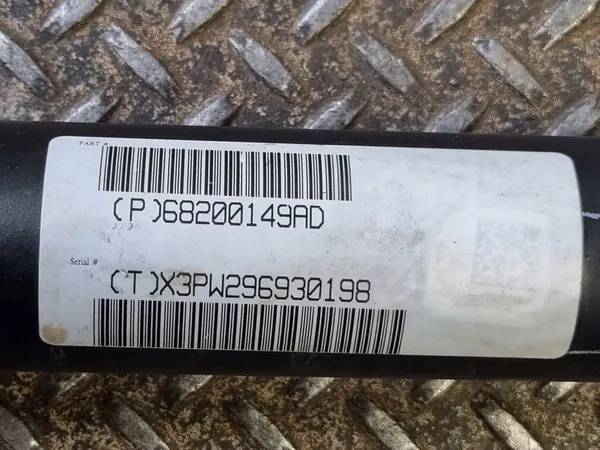 PART #
(P)68200149AD
Serial #
(T)X3PW296930198